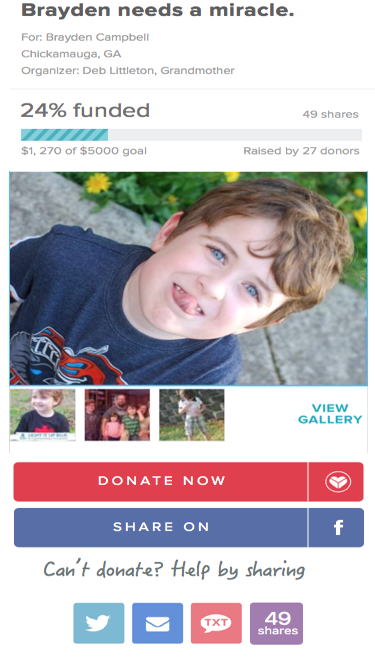 Brayden needs a miracle.
For: Brayden Campbell
Chickamauga, GA
Organizer: Deb Littleton, Grandmother
24% funded
49 shares
$1, 270 of $5000 goal
Raised by 27 donors
LIGHT IT UP BLUE
VIEW
GALLERY
DONATE NOW
SHARE ON
f
Can't donate? Help by sharing
TXT
49
shares